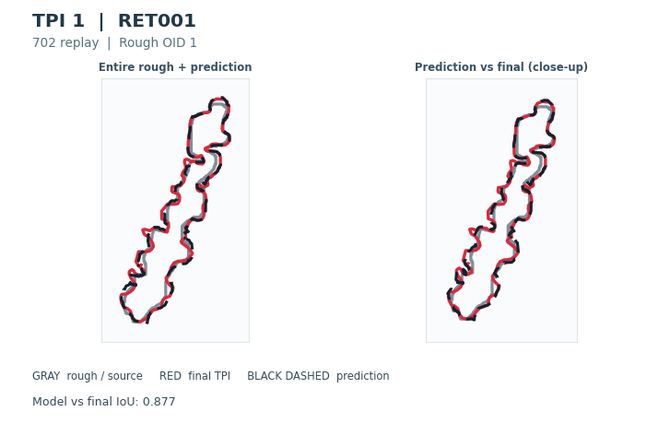 TPI 1 | RET001
702 replay | Rough OID 1
Entire rough + prediction
Prediction vs final (close-up)
GRAY rough / source RED final TPI BLACK DASHED prediction
Model vs final IoU: 0.877